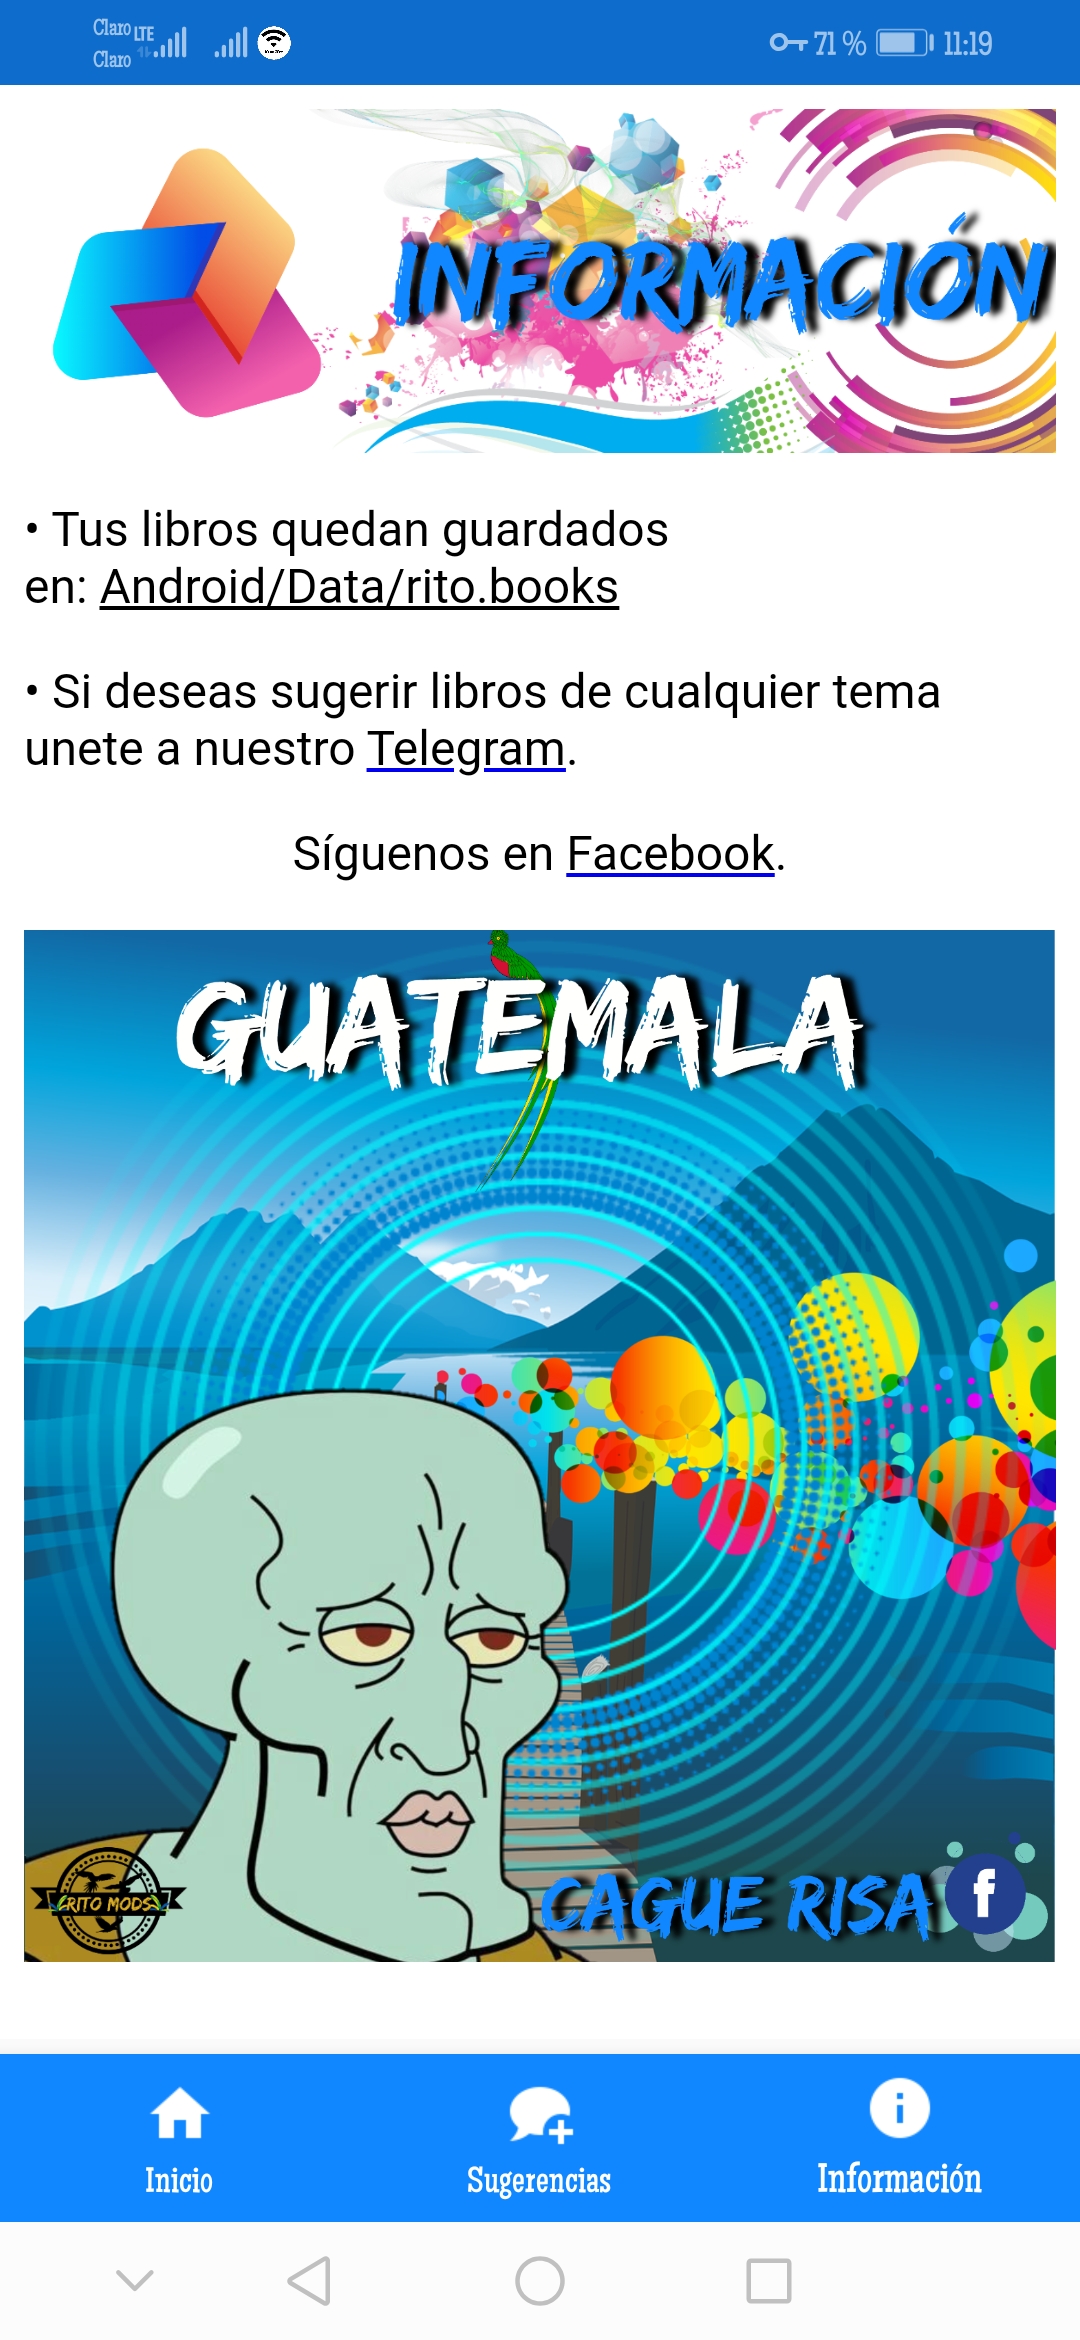 Claro LTE
Claro
71 % 11:19
INFORMACIÓN
• Tus libros quedan guardados
en: Android/Data/rito.books
• Si deseas sugerir libros de cualquier tema
unete a nuestro Telegram.
Síguenos en Facebook.
GUATEMALA
RITO MODS
CAGUE RISA f
Inicio
Sugerencias
Información